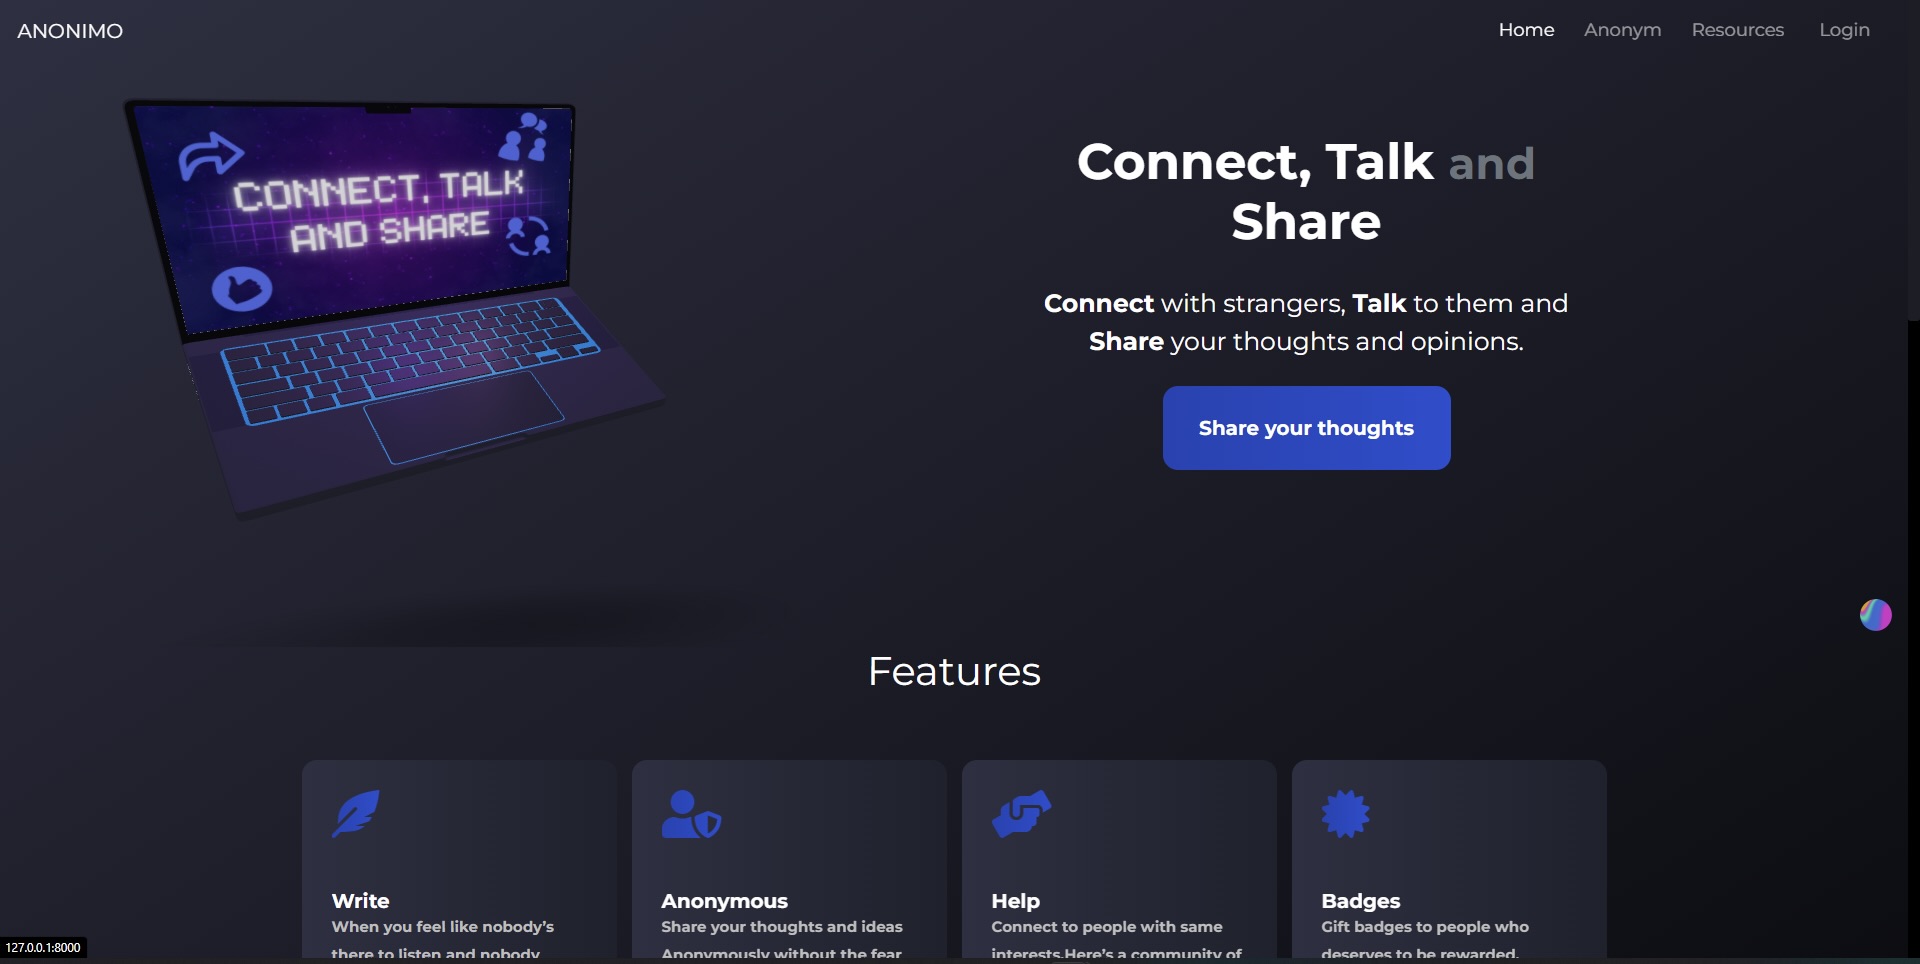 ANONIMO
Home Anonym Resources Login
CONNECT, TALK
AND SHARE
Connect, Talk and
Share
Connect with strangers, Talk to them and
Share your thoughts and opinions.
Share your thoughts
Features
Write
When you feel like nobody's
there to listen and nobody
Anonymous
Share your thoughts and ideas
Anonymously without the fear
Help
Connect to people with same
interests.Here's a community of
Badges
Gift badges to people who
deserves to be rewarded.
127.0.0.1:8000